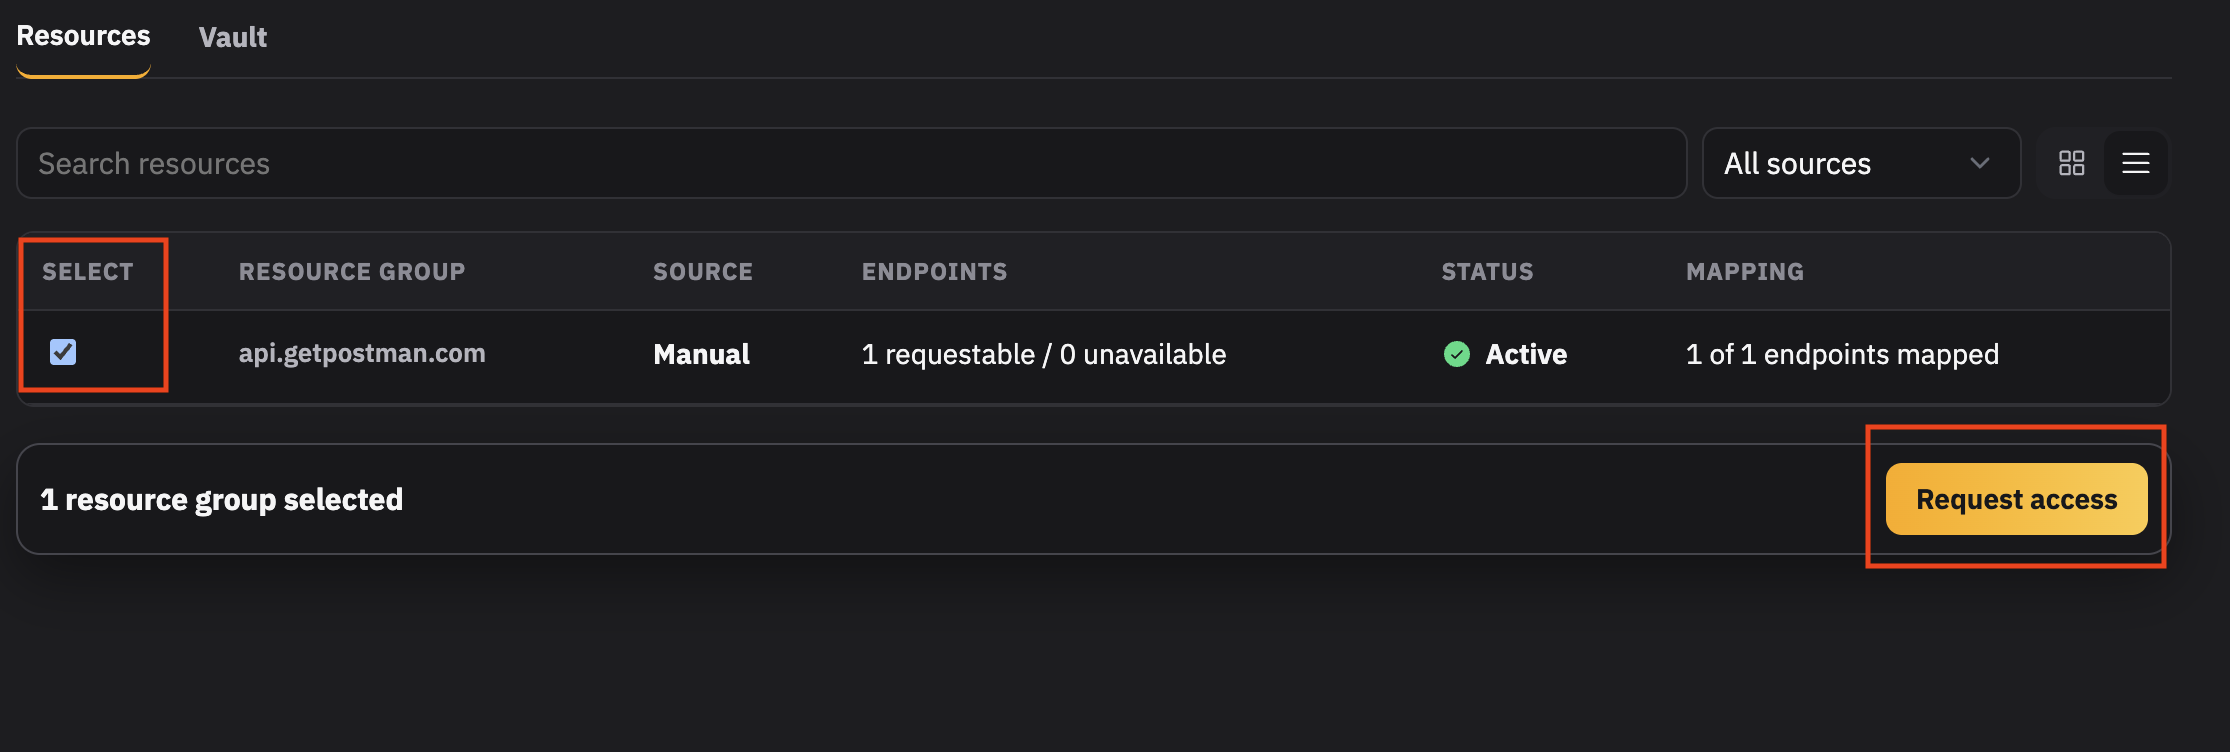 Resources Vault
Search resources All sources
SELECT RESOURCE GROUP SOURCE ENDPOINTS STATUS MAPPING
api.getpostman.com Manual 1 requestable / 0 unavailable Active 1 of 1 endpoints mapped
1 resource group selected Request access